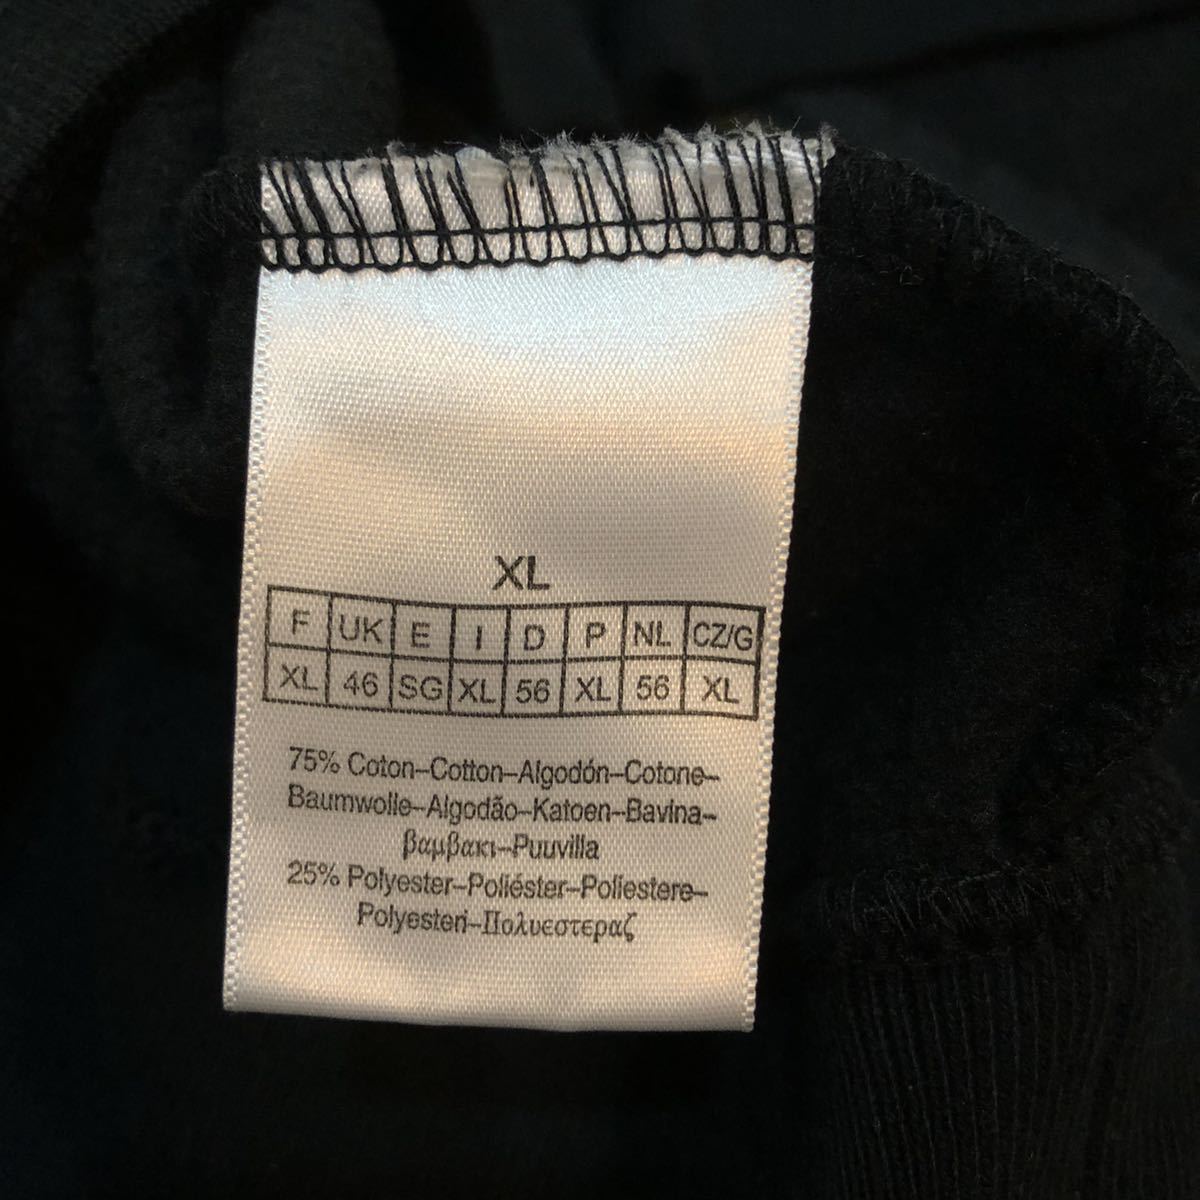 XL
F UK E I D P NL CZ/G
XL 46 SG XL 56 XL 56 XL
75% Coton–Cotton–Algodón–Cotone–
Baumwolle–Algodão–Katoen–Bavina–
βαμβακι–Puuvilla
25% Polyester–Poliéster–Poliestere–
Polyesteri–Πολυεστεραζ